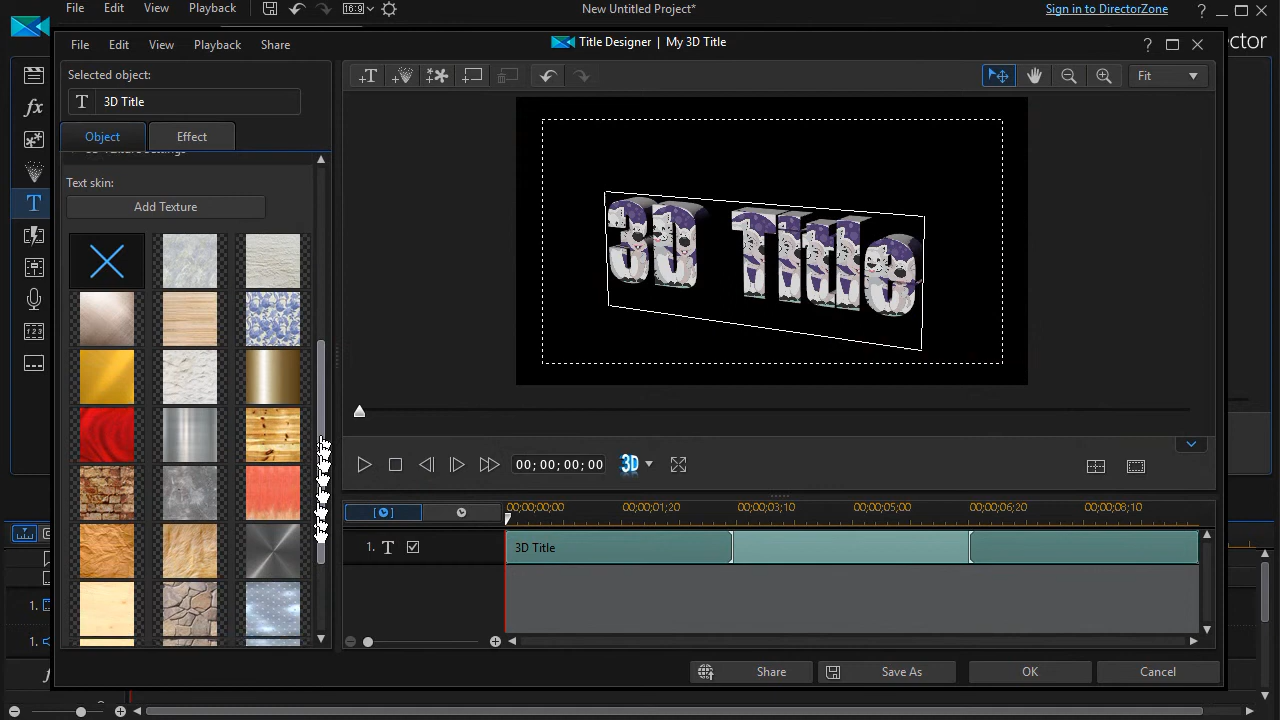 File Edit View Playback
16:9
New Untitled Project*
Sign in to DirectorZone
?
ector
File Edit View Playback Share
Title Designer | My 3D Title
?
Selected object:
T 3D Title
Object Effect
Fit
Text skin:
Add Texture
3D Title
00;00;00;00
3D
00;00;00;00 00;00;01;20 00;00;03;10 00;00;05;00 00;00;06;20 00;00;08;10
1. T 3D Title
1.
1.
Share Save As OK Cancel